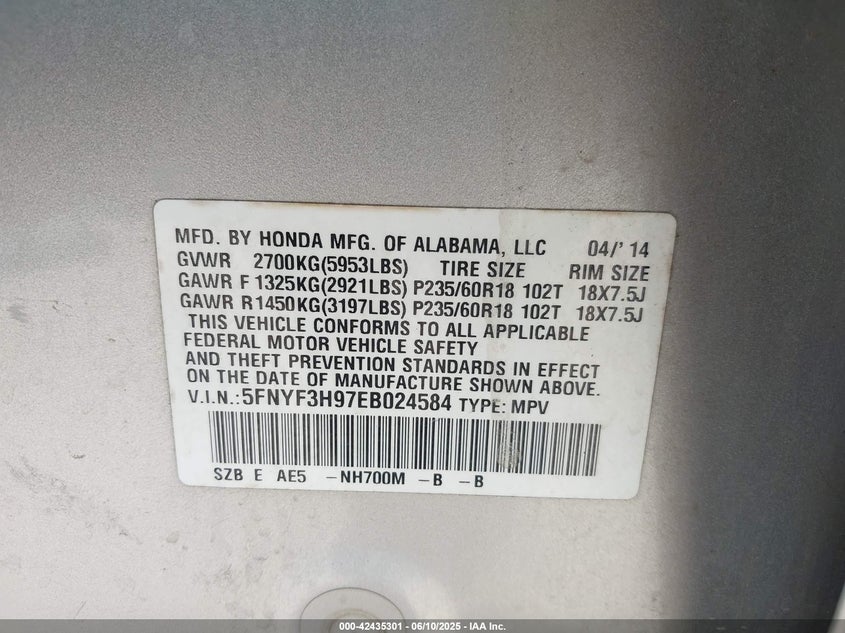 MFD. BY HONDA MFG. OF ALABAMA, LLC 04/' 14
GVWR 2700KG(5953LBS) TIRE SIZE RIM SIZE
GAWR F1325KG(2921LBS) P235/60R18 102T 18X7.5J
GAWR R1450KG(3197LBS) P235/60R18 102T 18X7.5J
THIS VEHICLE CONFORMS TO ALL APPLICABLE
FEDERAL MOTOR VEHICLE SAFETY
AND THEFT PREVENTION STANDARDS IN EFFECT
ON THE DATE OF MANUFACTURE SHOWN ABOVE.
V.I.N.:5FNYF3H97EB024584 TYPE: MPV
SZB E AE5 -NH700M -B -B
000-42435301 - 06/10/2025 - IAA Inc.